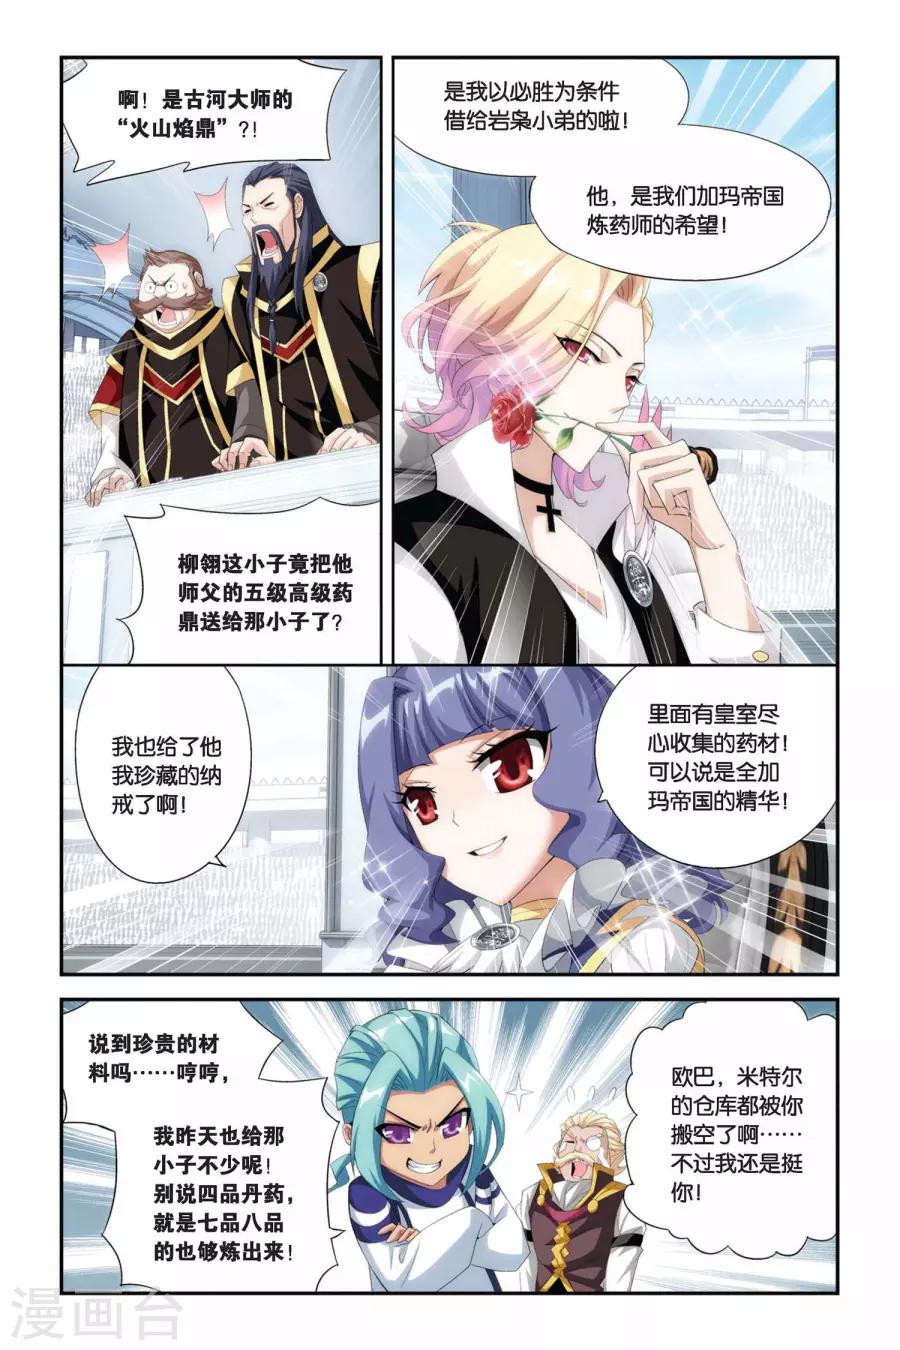 啊！是古河大师的
“火山焰鼎”?!
是我以必胜为条件
借给岩枭小弟的啦！
他，是我们加玛帝国
炼药师的希望！
柳翎这小子竟把他
师父的五级高级药
鼎送给那小子了？
我也给了他
我珍藏的纳
戒了啊！
里面有皇室尽
心收集的药材！
可以说是全加
玛帝国的精华！
说到珍贵的材
料吗……哼哼，
我昨天也给那
小子不少呢！
别说四品丹药，
就是七品八品
的也够炼出来！
欧巴，米特尔
的仓库都被你
搬空了啊……
不过我还是挺
你！
漫画台